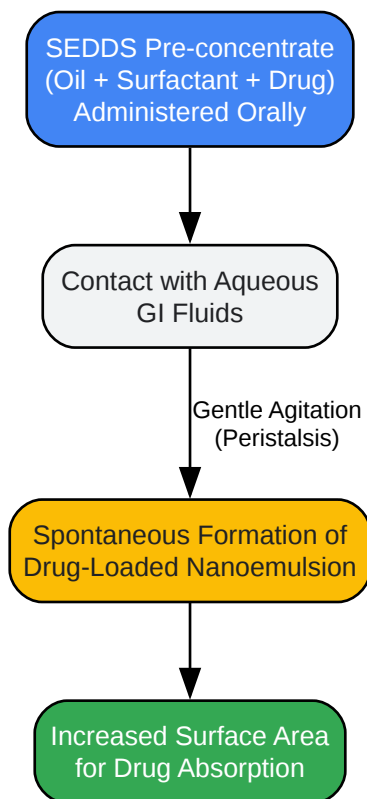 SEDDS Pre-concentrate
(Oil + Surfactant + Drug)
Administered Orally
Contact with Aqueous
GI Fluids
Gentle Agitation
(Peristalsis)
Spontaneous Formation of
Drug-Loaded Nanoemulsion
Increased Surface Area
for Drug Absorption